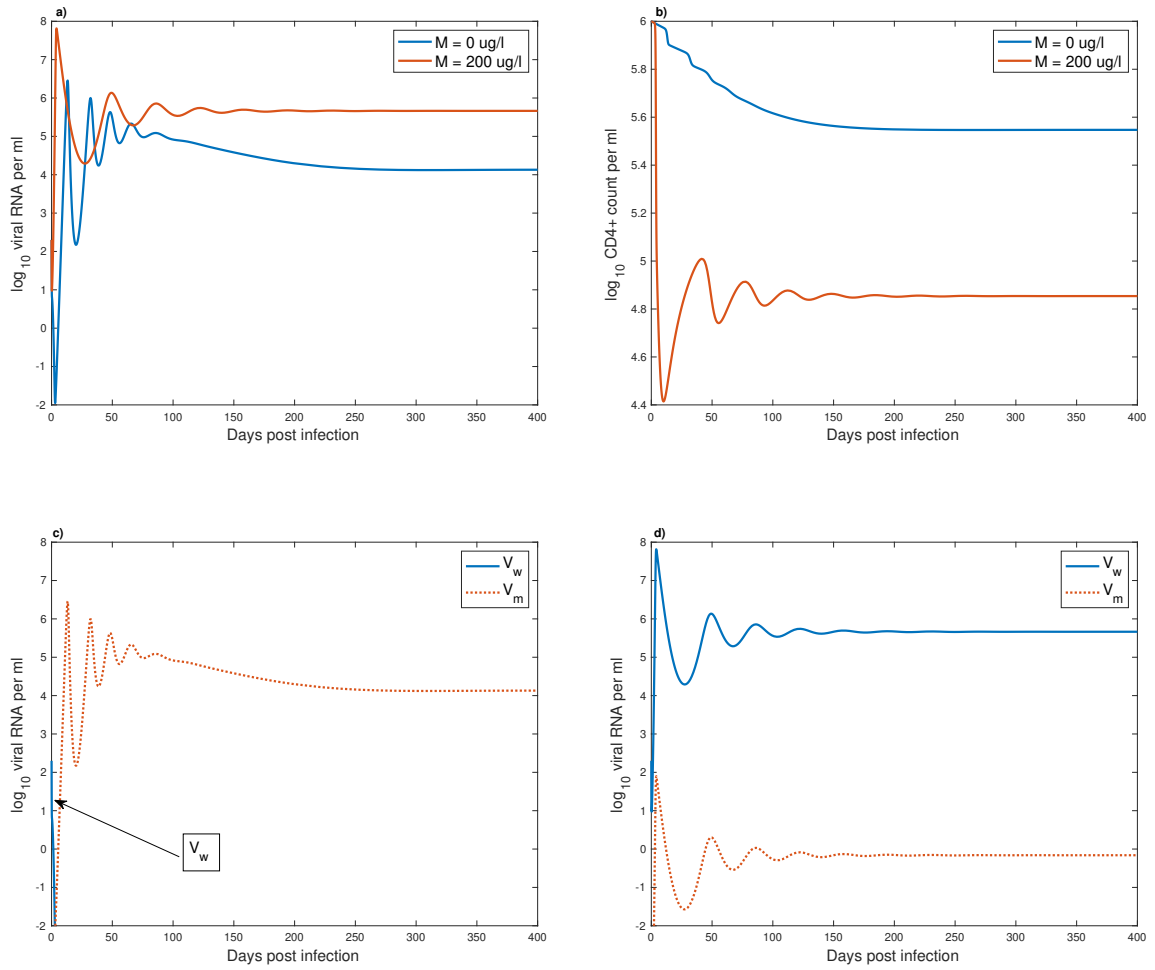 a)
log10 viral RNA per ml
8
7
6
5
4
3
2
1
0
-1
-2
0 50 100 150 200 250 300 350 400
Days post infection
M = 0 ug/l
M = 200 ug/l
b)
log10 CD4+ count per ml
6
5.8
5.6
5.4
5.2
5
4.8
4.6
4.4
0 50 100 150 200 250 300 350 400
Days post infection
M = 0 ug/l
M = 200 ug/l
c)
log10 viral RNA per ml
8
7
6
5
4
3
2
1
0
-1
-2
0 50 100 150 200 250 300 350 400
Days post infection
Vw
Vm
Vw
d)
log10 viral RNA per ml
8
7
6
5
4
3
2
1
0
-1
-2
0 50 100 150 200 250 300 350 400
Days post infection
Vw
Vm